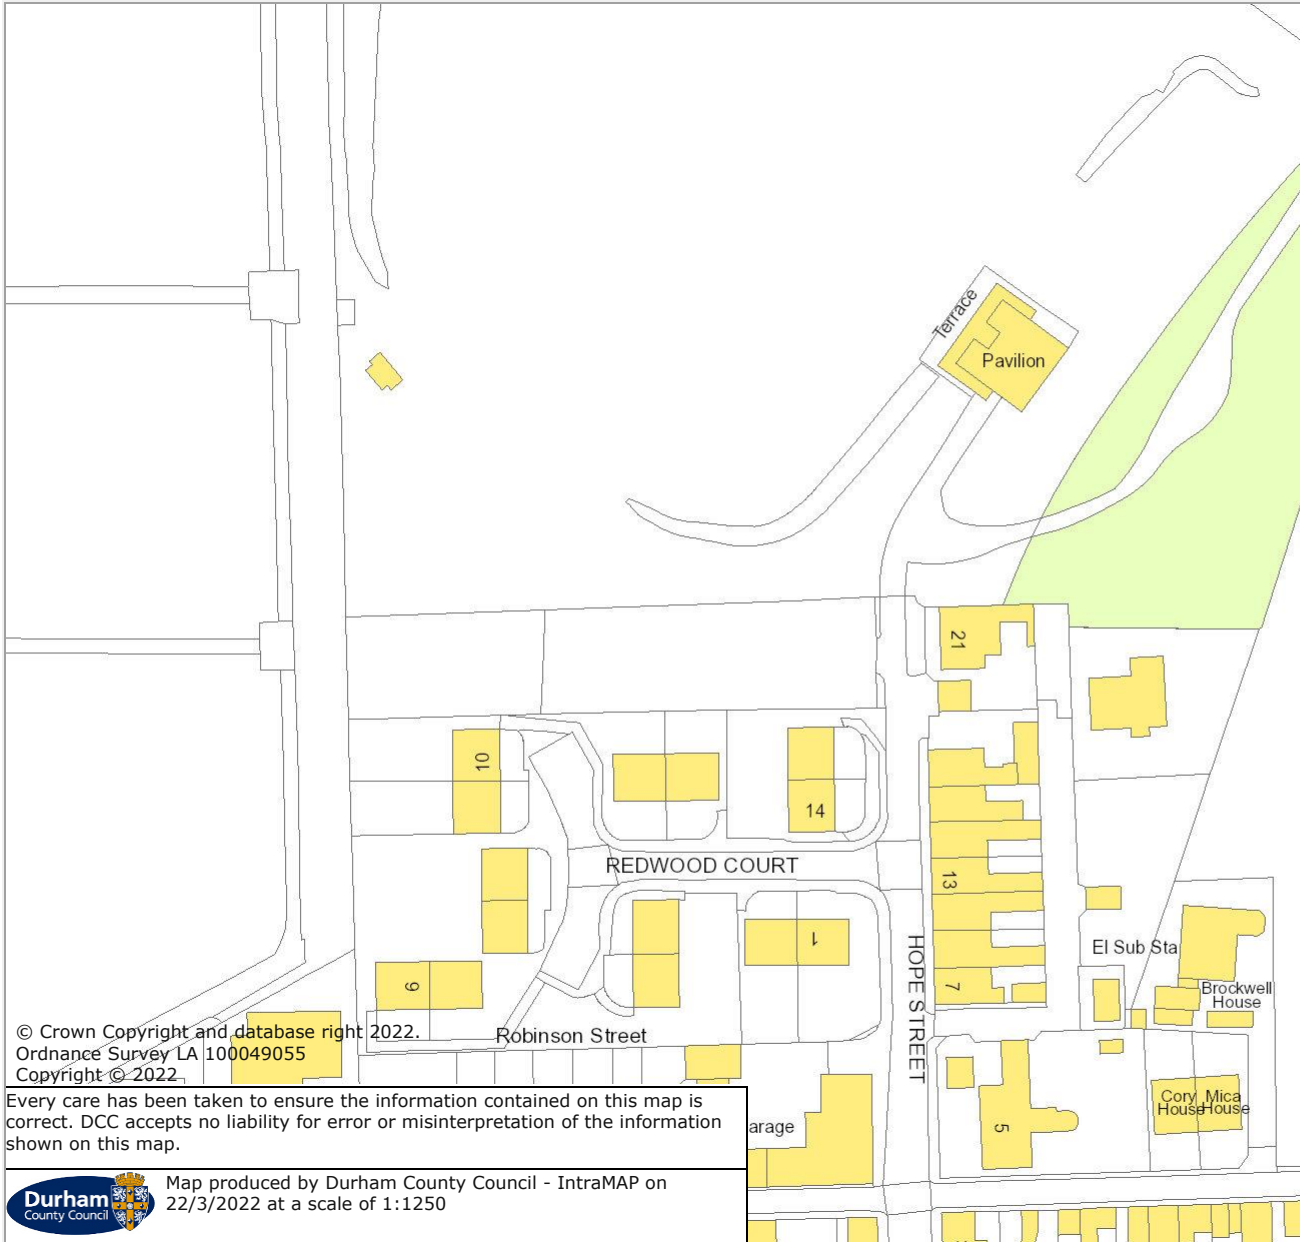 Terrace
Pavilion
21
10
14
REDWOOD COURT
13
1
HOPE STREET
El Sub Sta
9
7
Brockwell
House
© Crown Copyright and database right 2022.
Ordnance Survey LA 100049055
Copyright © 2022
Robinson Street
Cory
House
Mica
House
5
arage
Every care has been taken to ensure the information contained on this map is
correct. DCC accepts no liability for error or misinterpretation of the information
shown on this map.
Durham
County Council
Map produced by Durham County Council - IntraMAP on
22/3/2022 at a scale of 1:1250